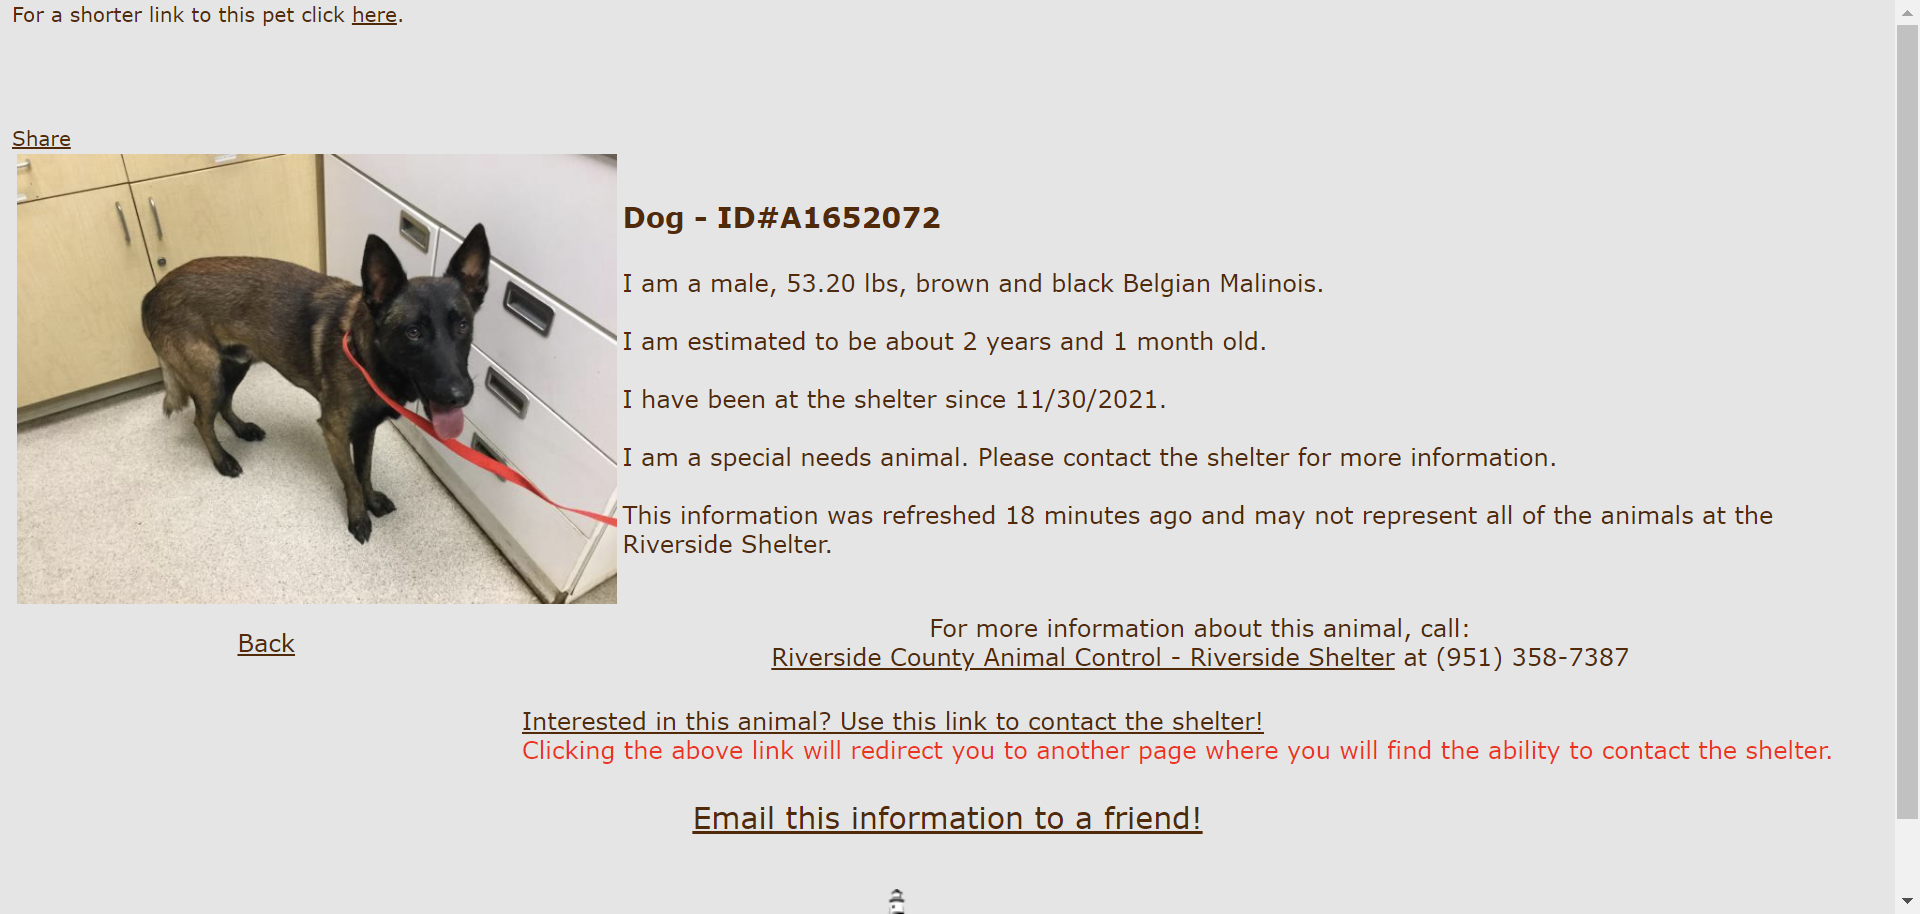 For a shorter link to this pet click here.
Share
Dog - ID#A1652072
I am a male, 53.20 lbs, brown and black Belgian Malinois.
I am estimated to be about 2 years and 1 month old.
I have been at the shelter since 11/30/2021.
I am a special needs animal. Please contact the shelter for more information.
This information was refreshed 18 minutes ago and may not represent all of the animals at the
Riverside Shelter.
Back
For more information about this animal, call:
Riverside County Animal Control - Riverside Shelter at (951) 358-7387
Interested in this animal? Use this link to contact the shelter!
Clicking the above link will redirect you to another page where you will find the ability to contact the shelter.
Email this information to a friend!